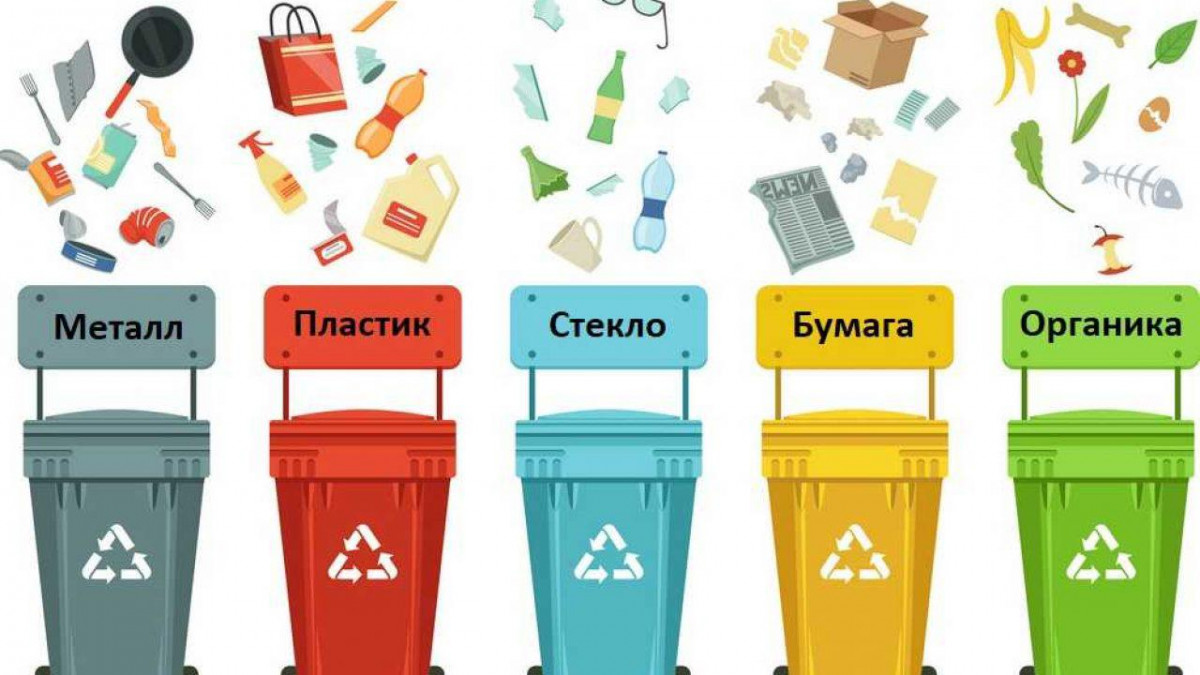 NEWS
Металл
Пластик
Стекло
Бумага
Органика